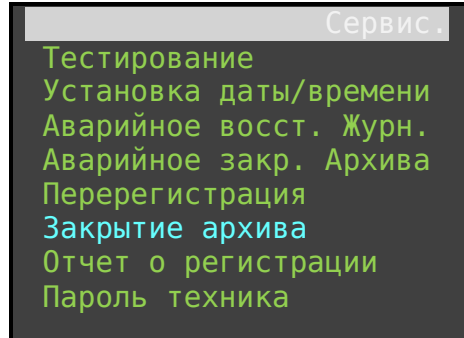 Сервис.
Тестирование
Установка даты/времени
Аварийное восст. Журн.
Аварийное закр. Архива
Перерегистрация
Закрытие архива
Отчет о регистрации
Пароль техника